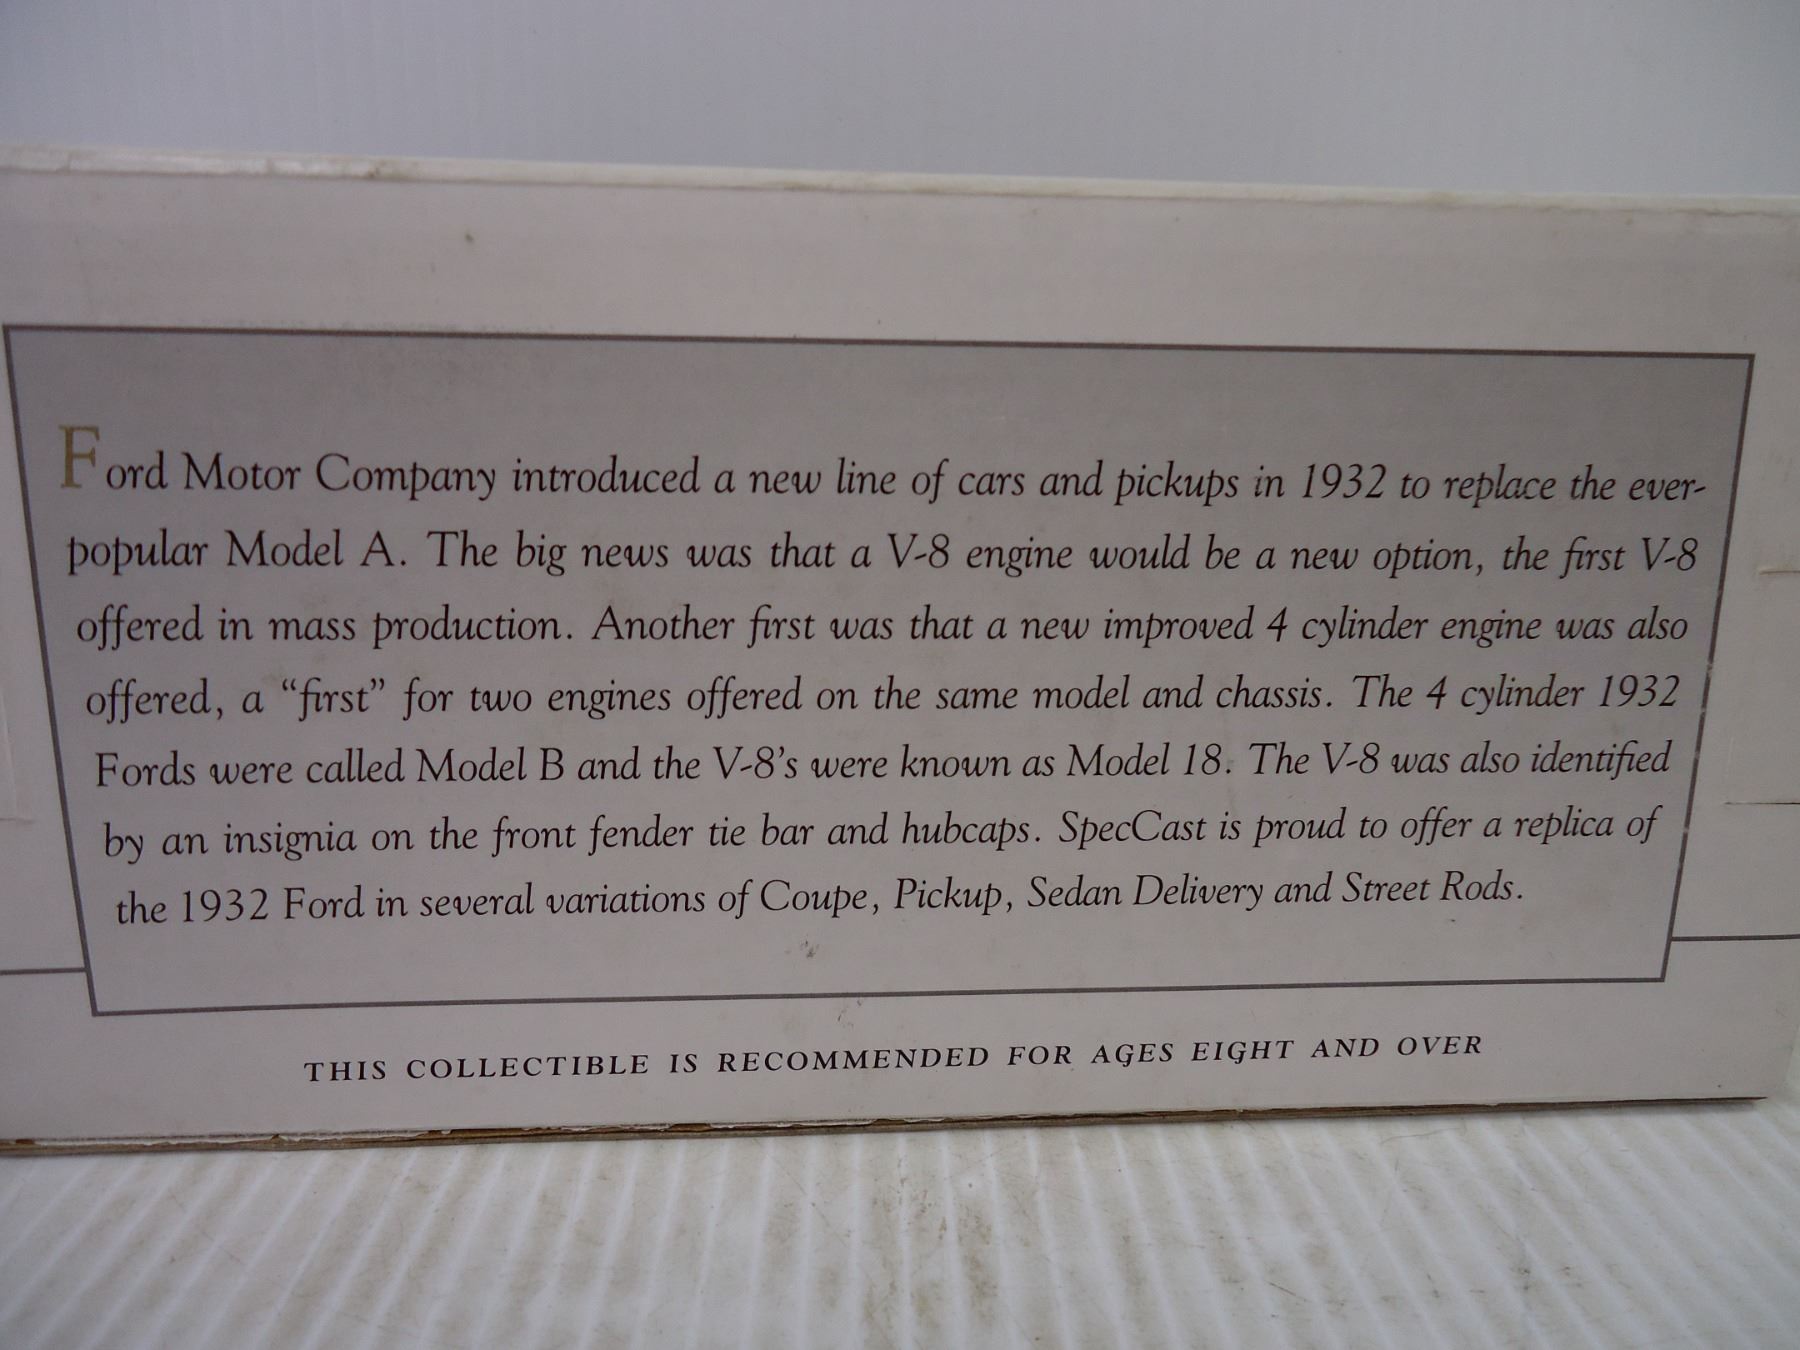 Ford Motor Company introduced a new line of cars and pickups in 1932 to replace the ever-
popular Model A. The big news was that a V-8 engine would be a new option, the first V-8
offered in mass production. Another first was that a new improved 4 cylinder engine was also
offered, a “first” for two engines offered on the same model and chassis. The 4 cylinder 1932
Fords were called Model B and the V-8’s were known as Model 18. The V-8 was also identified
by an insignia on the front fender tie bar and hubcaps. SpecCast is proud to offer a replica of
the 1932 Ford in several variations of Coupe, Pickup, Sedan Delivery and Street Rods.
THIS COLLECTIBLE IS RECOMMENDED FOR AGES EIGHT AND OVER